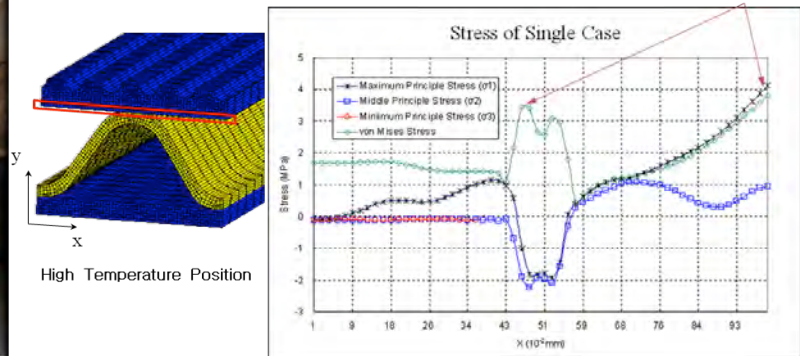 y
x
High Temperature Position
Stress of Single Case
Maximum Principle Stress (σ1)
Middle Principle Stress (σ2)
Miniimum Principle Stress (σ3)
von Mises Stress
Stress (MPa)
5
4
3
2
1
0
-1
-2
-3
1 9 18 26 34 43 51 59 68 76 84 93
X (10⁻²mm)